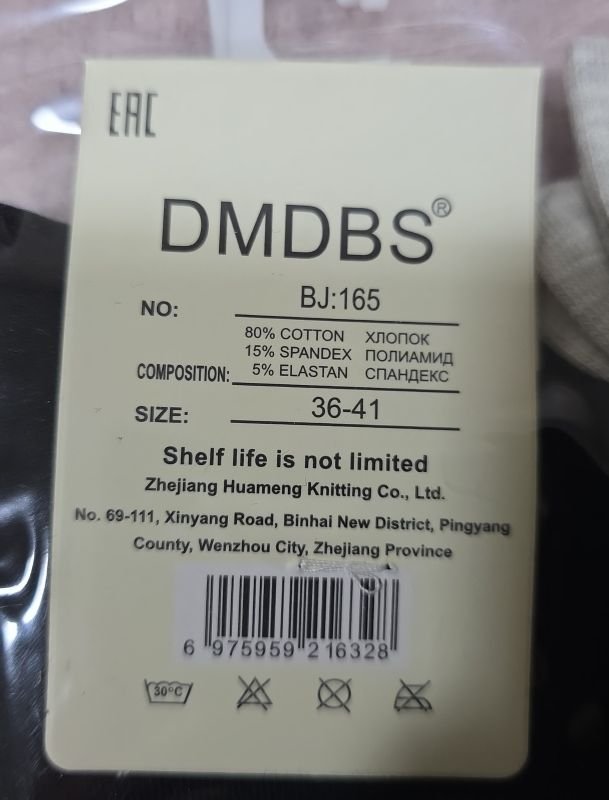 EAC
DMDBS®
NO: BJ:165
80% COTTON ХЛОПОК
15% SPANDEX ПОЛИАМИД
COMPOSITION: 5% ELASTAN СПАНДЕКС
SIZE: 36-41
Shelf life is not limited
Zhejiang Huameng Knitting Co., Ltd.
No. 69-111, Xinyang Road, Binhai New District, Pingyang
County, Wenzhou City, Zhejiang Province
6 975959 216328
30°C